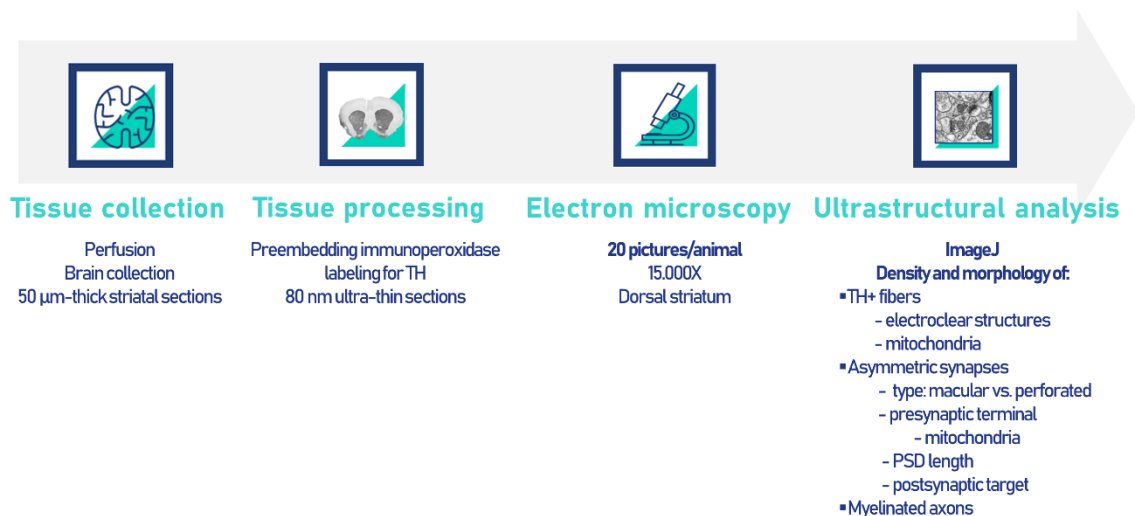 Tissue collection
Perfusion
Brain collection
50 µm-thick striatal sections
Tissue processing
Preembedding immunoperoxidase
labeling for TH
80 nm ultra-thin sections
Electron microscopy
20 pictures/animal
15.000X
Dorsal striatum
Ultrastructural analysis
ImageJ
Density and morphology of:
▪TH+ fibers
- electroclear structures
- mitochondria
▪Asymmetric synapses
- type: macular vs. perforated
- presynaptic terminal
- mitochondria
- PSD length
- postsynaptic target
▪Myelinated axons